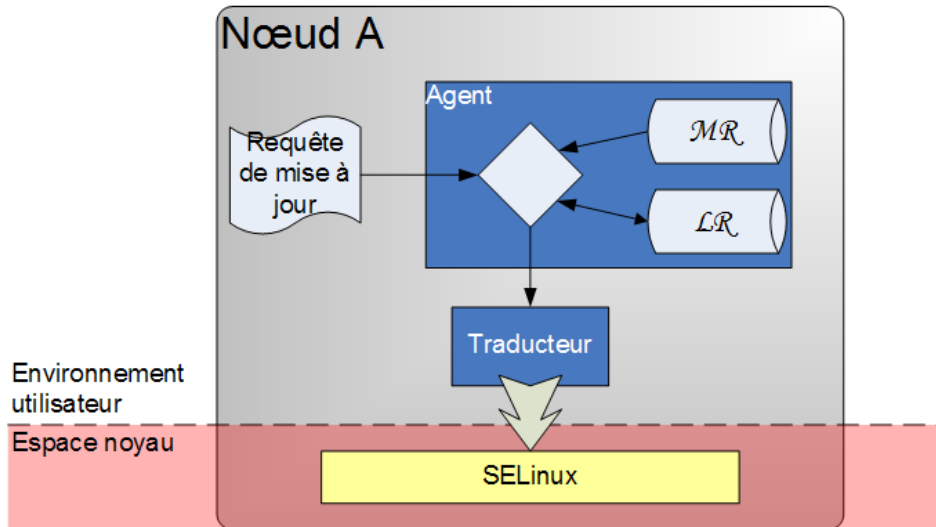 Nœud A
Agent
Requête
de mise à
jour
MR
LR
Traducteur
Environnement
utilisateur
Espace noyau
SELinux